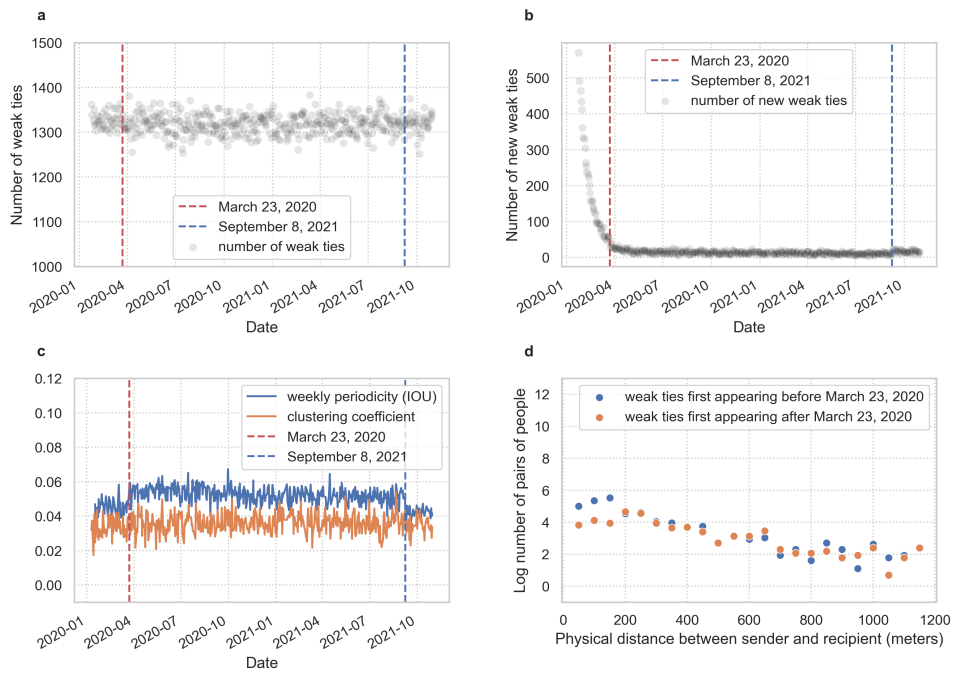 a
1500
1400
1300
1200
1100
1000
Number of weak ties
March 23, 2020
September 8, 2021
number of weak ties
2020-01
2020-04
2020-07
2020-10
2021-01
2021-04
2021-07
2021-10
Date
b
500
400
300
200
100
0
Number of new weak ties
March 23, 2020
September 8, 2021
number of new weak ties
2020-01
2020-04
2020-07
2020-10
2021-01
2021-04
2021-07
2021-10
Date
c
0.12
0.10
0.08
0.06
0.04
0.02
0.00
weekly periodicity (IOU)
clustering coefficient
March 23, 2020
September 8, 2021
2020-01
2020-04
2020-07
2020-10
2021-01
2021-04
2021-07
2021-10
Date
d
12
10
8
6
4
2
0
Log number of pairs of people
weak ties first appearing before March 23, 2020
weak ties first appearing after March 23, 2020
0
200
400
600
800
1000
1200
Physical distance between sender and recipient (meters)